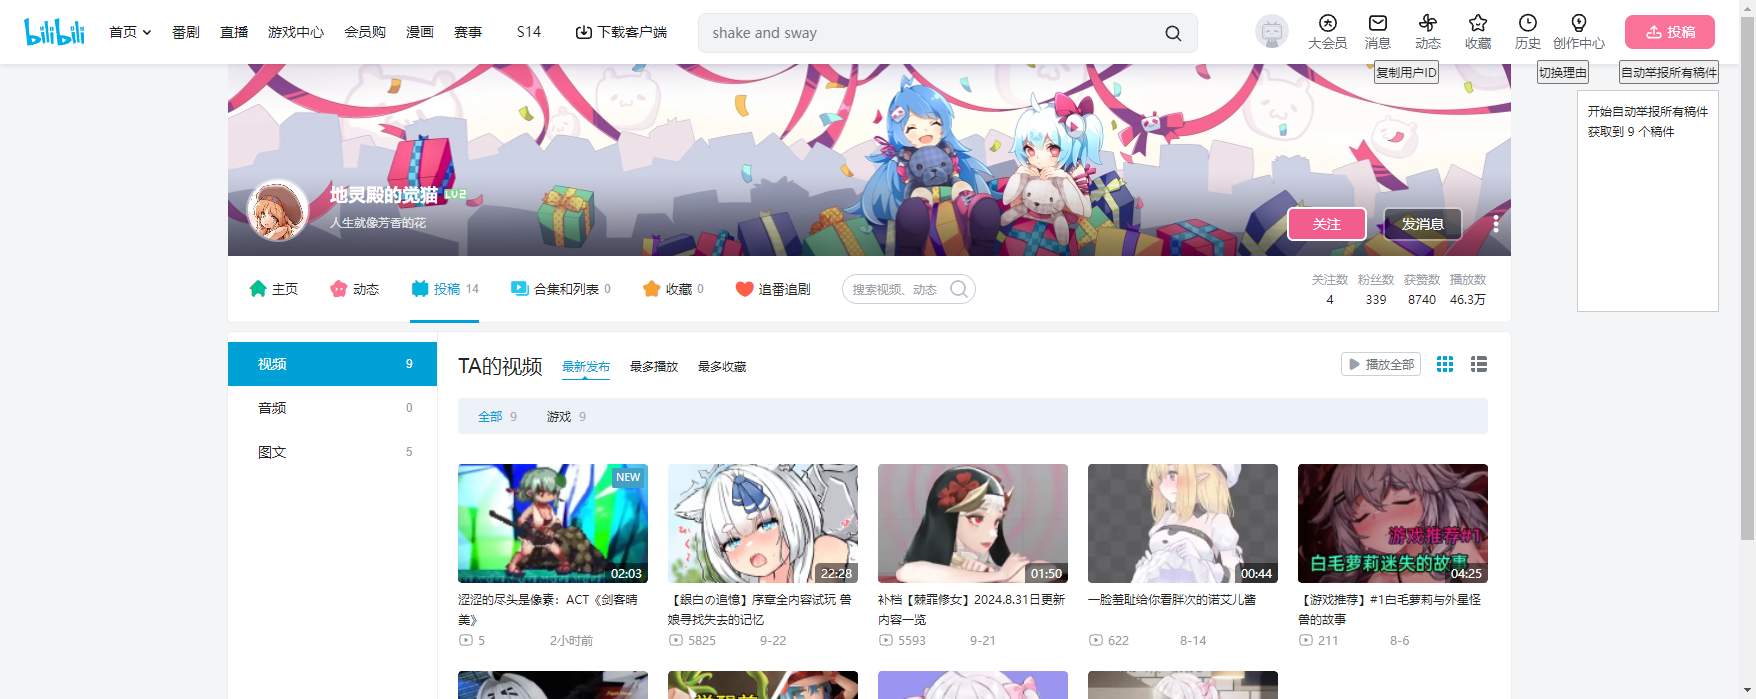 bilibili
首页 番剧 直播 游戏中心 会员购 漫画 赛事 S14 下载客户端
shake and sway
大会员 消息 动态 收藏 历史 创作中心 投稿
复制用户ID 切换理由 自动举报所有稿件
开始自动举报所有稿件
获取到 9 个稿件
地灵殿的觉猫 LV2
人生就像芳香的花
关注 发消息
主页 动态 投稿 14 合集和列表 0 收藏 0 追番追剧 搜索视频、动态
关注数 粉丝数 获赞数 播放数
4 339 8740 46.3万
视频 9
音频 0
图文 5
TA的视频 最新发布 最多播放 最多收藏 播放全部
全部 9 游戏 9
NEW
02:03
涩涩的尽头是像素：ACT《剑客晴
美》
5 2小时前
22:28
【銀白の追憶】序章全内容试玩 兽
娘寻找失去的记忆
5825 9-22
01:50
补档【棘罪修女】2024.8.31日更新
内容一览
5593 9-21
00:44
一脸羞耻给你看胖次的诺艾儿酱
622 8-14
游戏推荐#1
白毛萝莉迷失的故事
04:25
【游戏推荐】#1白毛萝莉与外星怪
兽的故事
211 8-6